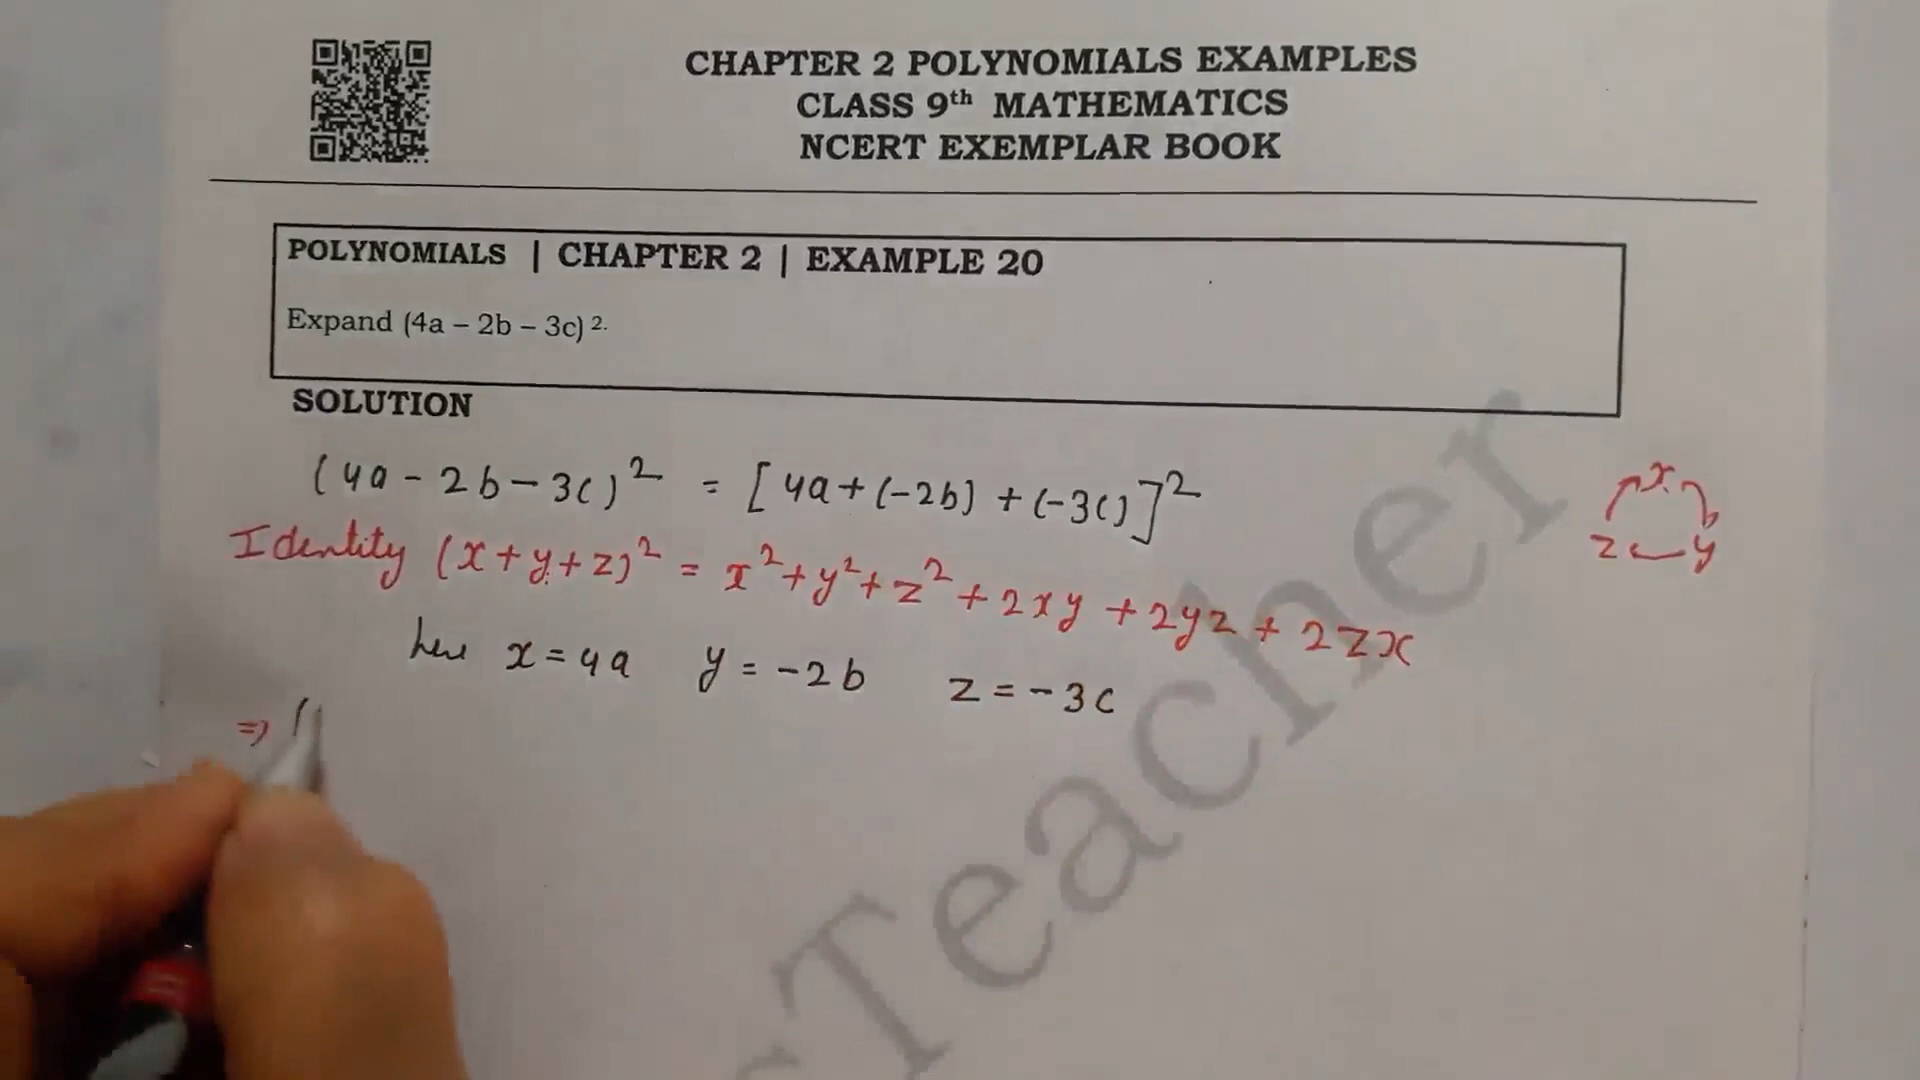 CHAPTER 2 POLYNOMIALS EXAMPLES
CLASS 9th MATHEMATICS
NCERT EXEMPLAR BOOK
POLYNOMIALS | CHAPTER 2 | EXAMPLE 20
Expand (4a – 2b – 3c) 2.
SOLUTION
(4a - 2b - 3c)² = [4a + (-2b) + (-3c)]²
x
z y
Identity (x + y + z)² = x² + y² + z² + 2xy + 2yz + 2zx
here x = 4a y = -2b z = -3c
⇒ (
Teacher